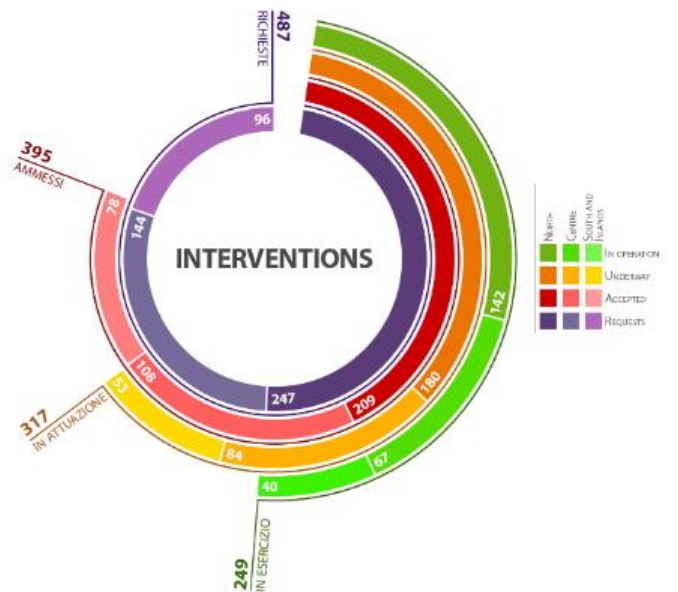 487
RICHIESTE
96
395
AMMESSI
78
144
INTERVENTIONS
142
108
247
209
180
53
84
67
40
317
IN ATTUAZIONE
249
IN ESERCIZIO
NORTH
CENTRE
SOUTH AND
ISLANDS
IN OPERATION
UNDERWAY
ACCEPTED
REQUESTS